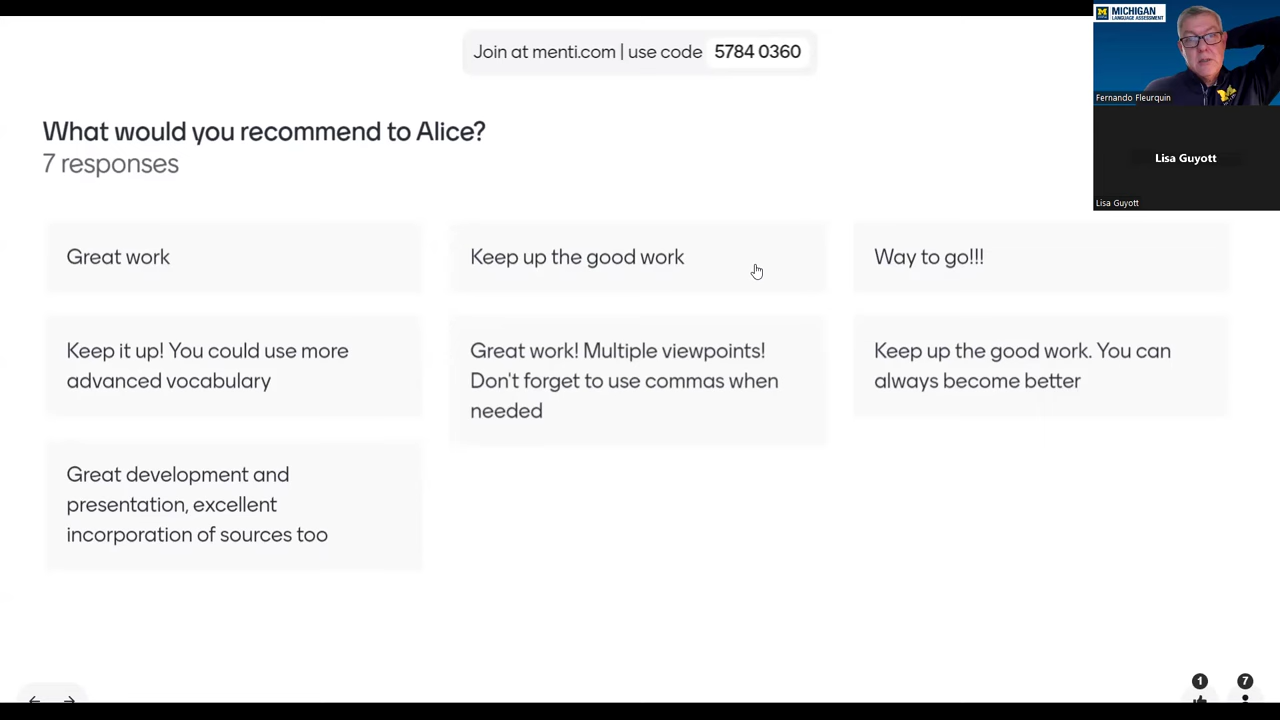 Join at menti.com | use code 5784 0360
MICHIGAN
LANGUAGE ASSESSMENT
Fernando Fleurquin
Lisa Guyott
Lisa Guyott
What would you recommend to Alice?
7 responses
Great work
Keep up the good work
Way to go!!!
Keep it up! You could use more
advanced vocabulary
Great work! Multiple viewpoints!
Don't forget to use commas when
needed
Keep up the good work. You can
always become better
Great development and
presentation, excellent
incorporation of sources too
1
7